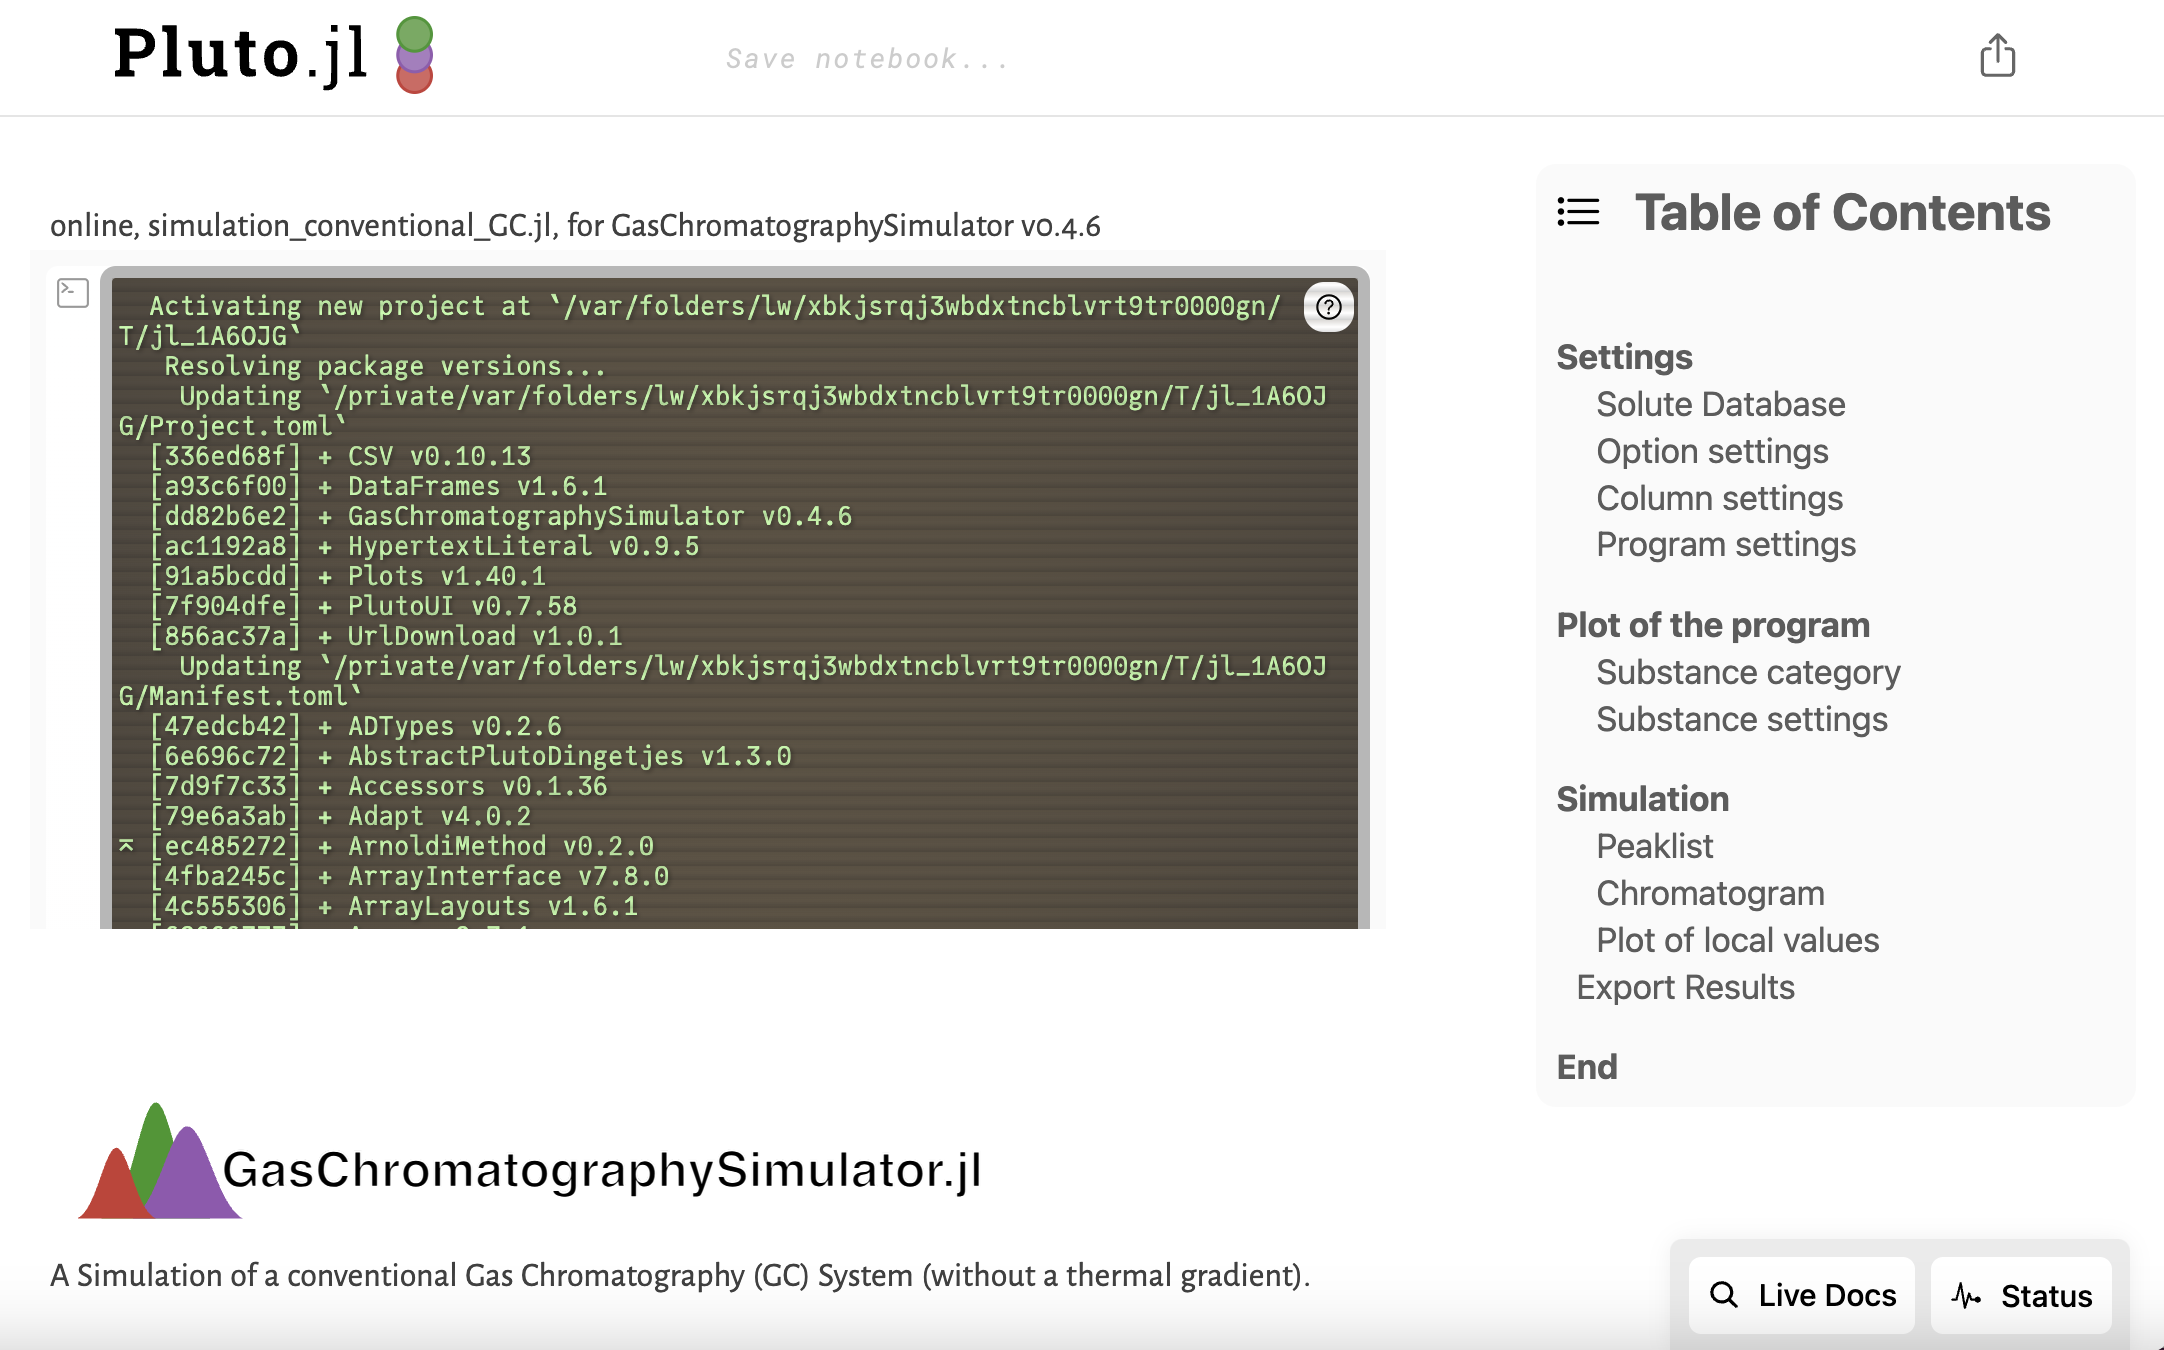 Pluto.jl
Save notebook...
online, simulation_conventional_GC.jl, for GasChromatographySimulator v0.4.6
Activating new project at `/var/folders/lw/xbkjsrqj3wbdxtncblvrt9tr0000gn/
T/jl_1A6OJG`
Resolving package versions...
Updating `/private/var/folders/lw/xbkjsrqj3wbdxtncblvrt9tr0000gn/T/jl_1A6OJ
G/Project.toml`
[336ed68f] + CSV v0.10.13
[a93c6f00] + DataFrames v1.6.1
[dd82b6e2] + GasChromatographySimulator v0.4.6
[ac1192a8] + HypertextLiteral v0.9.5
[91a5bcdd] + Plots v1.40.1
[7f904dfe] + PlutoUI v0.7.58
[856ac37a] + UrlDownload v1.0.1
Updating `/private/var/folders/lw/xbkjsrqj3wbdxtncblvrt9tr0000gn/T/jl_1A6OJ
G/Manifest.toml`
[47edcb42] + ADTypes v0.2.6
[6e696c72] + AbstractPlutoDingetjes v1.3.0
[7d9f7c33] + Accessors v0.1.36
[79e6a3ab] + Adapt v4.0.2
⌅ [ec485272] + ArnoldiMethod v0.2.0
[4fba245c] + ArrayInterface v7.8.0
[4c555306] + ArrayLayouts v1.6.1
GasChromatographySimulator.jl
A Simulation of a conventional Gas Chromatography (GC) System (without a thermal gradient).
Table of Contents
Settings
Solute Database
Option settings
Column settings
Program settings
Plot of the program
Substance category
Substance settings
Simulation
Peaklist
Chromatogram
Plot of local values
Export Results
End
Live Docs
Status